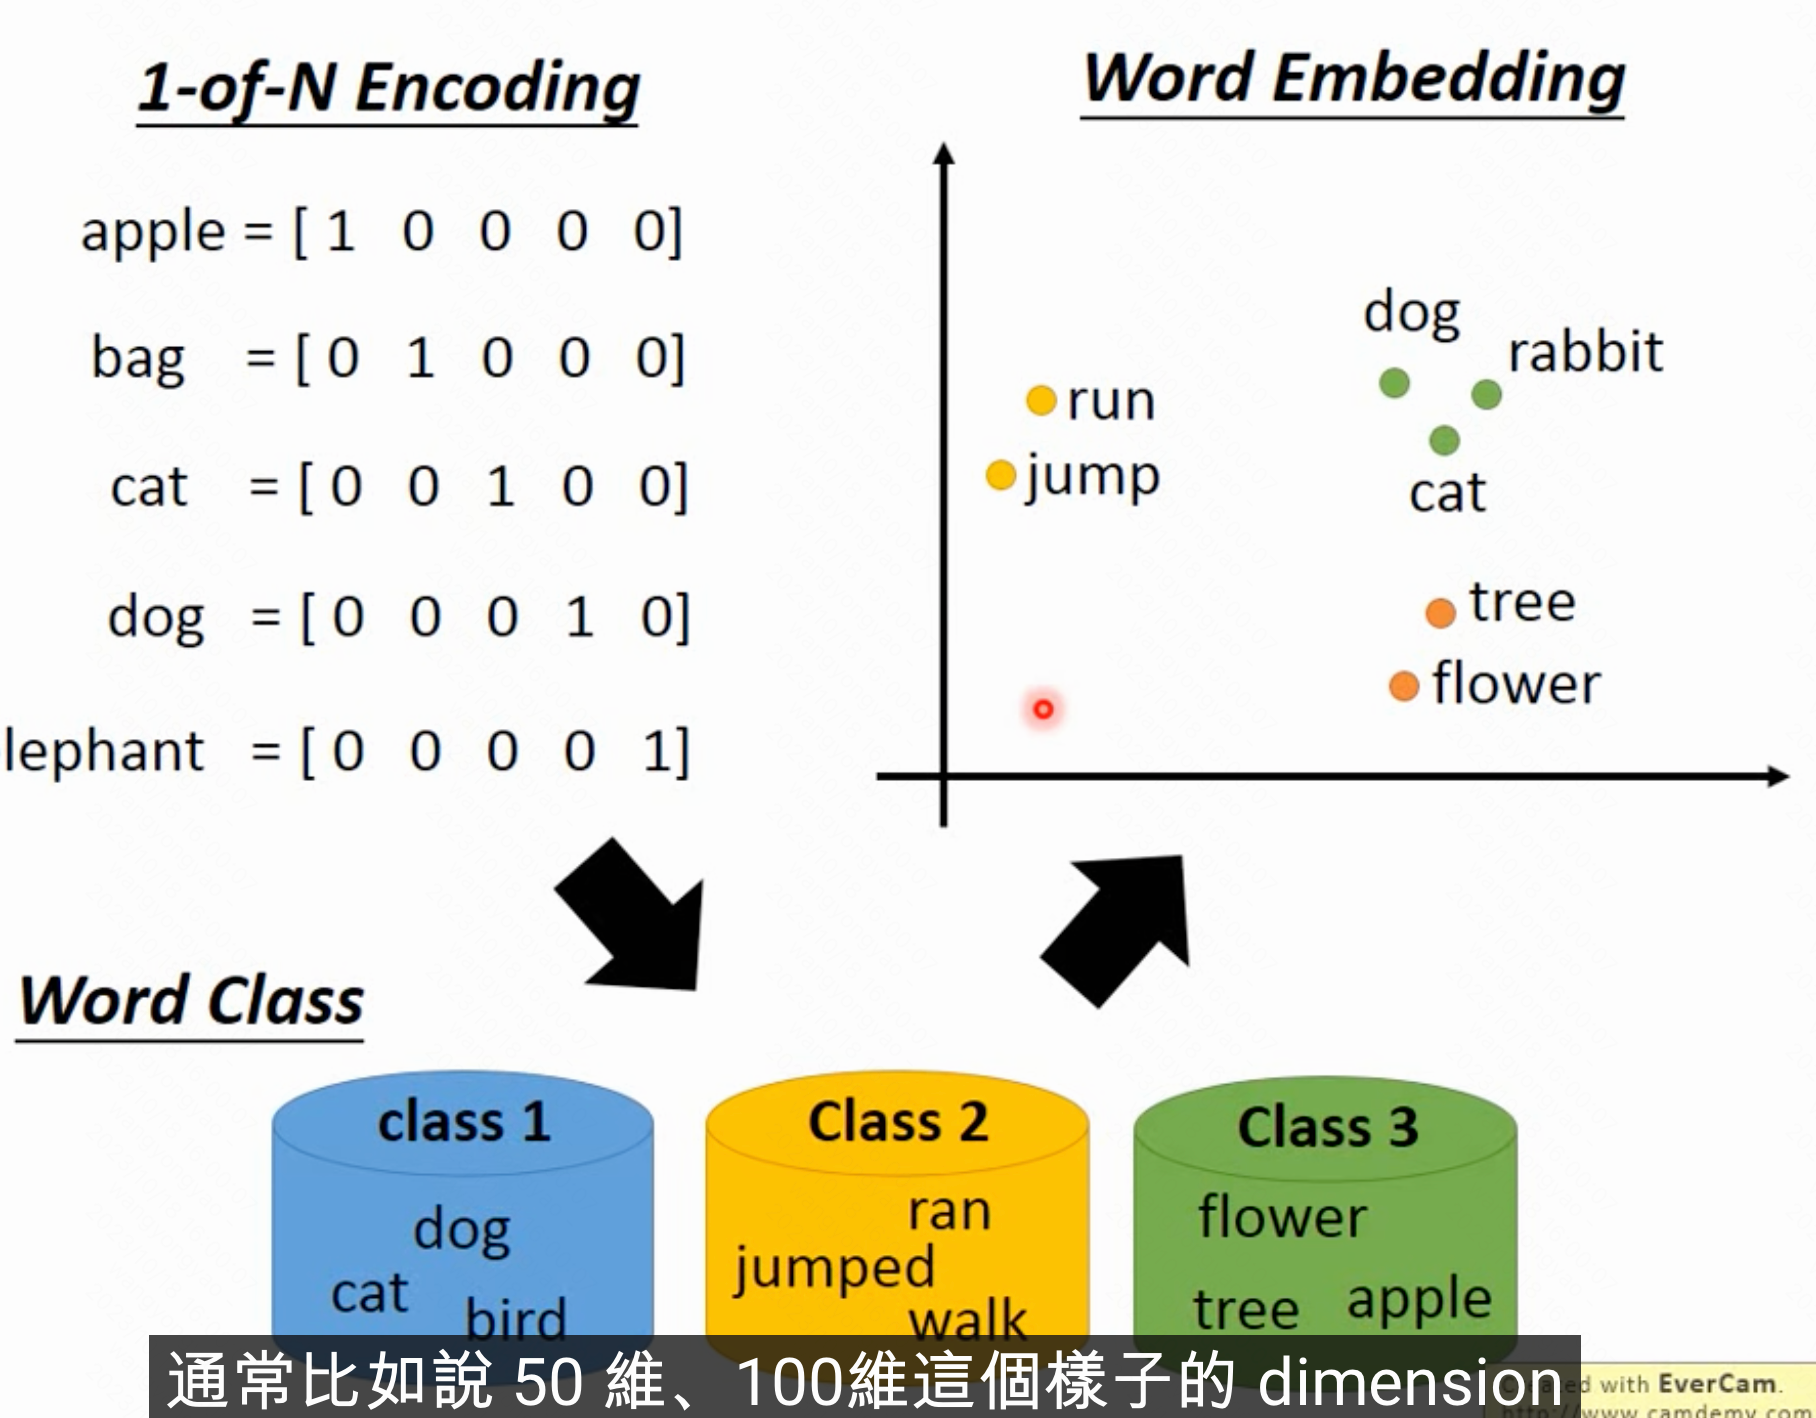 1-of-N Encoding
apple = [ 1 0 0 0 0]
bag = [ 0 1 0 0 0]
cat = [ 0 0 1 0 0]
dog = [ 0 0 0 1 0]
lephant = [ 0 0 0 0 1]
Word Embedding
dog
rabbit
run
jump
cat
tree
flower
Word Class
class 1
dog
cat
bird
Class 2
ran
jumped
walk
Class 3
flower
tree
apple
通常比如說 50 維、100維這個樣子的 dimension
ed with EverCam.
www.camdemy.com